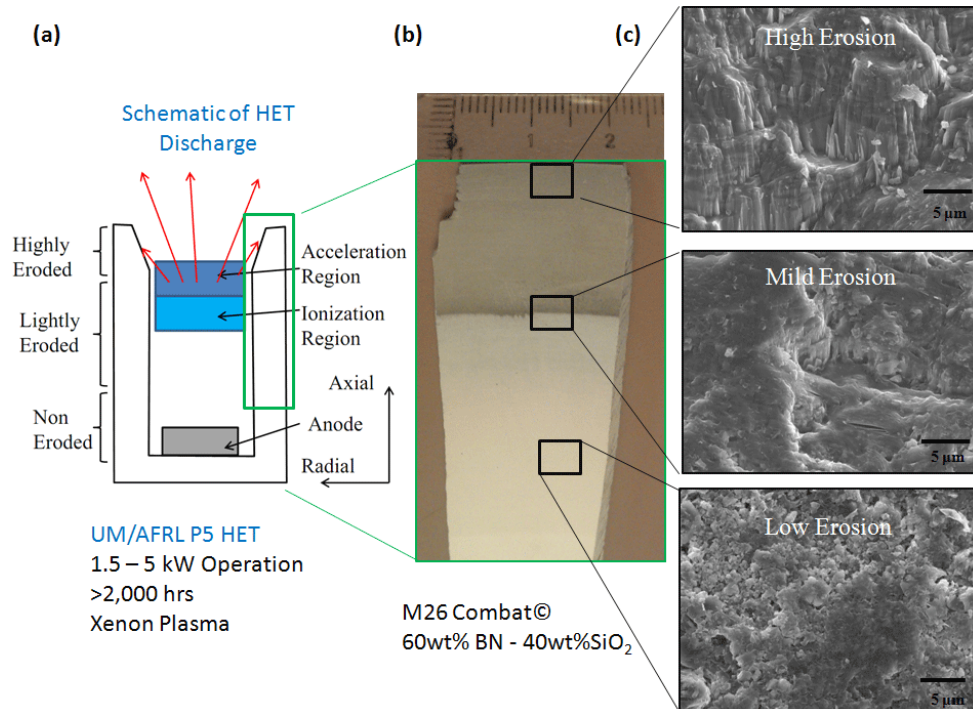 (a)
Schematic of HET
Discharge
Highly
Eroded
Lightly
Eroded
Non
Eroded
Acceleration
Region
Ionization
Region
Axial
Anode
Radial
UM/AFRL P5 HET
1.5 – 5 kW Operation
>2,000 hrs
Xenon Plasma
(b)
1
2
M26 Combat©
60wt% BN - 40wt%SiO₂
(c)
High Erosion
5 µm
Mild Erosion
5 µm
Low Erosion
5 µm